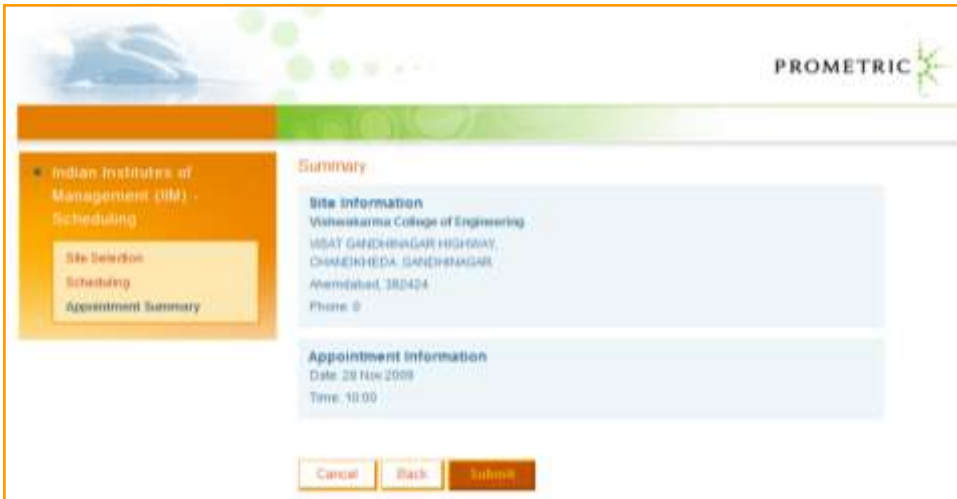 PROMETRIC
Indian Institutes of
Management (IIM) -
Scheduling
Site Selection
Scheduling
Appointment Summary
Summary
Site Information
Vishwakarma College of Engineering
VISAT GANDHINAGAR HIGHWAY,
CHANDKHEDA, GANDHINAGAR
Ahemdabad, 382424
Phone: 0
Appointment Information
Date: 28 Nov 2009
Time: 10:00
Cancel Back Submit